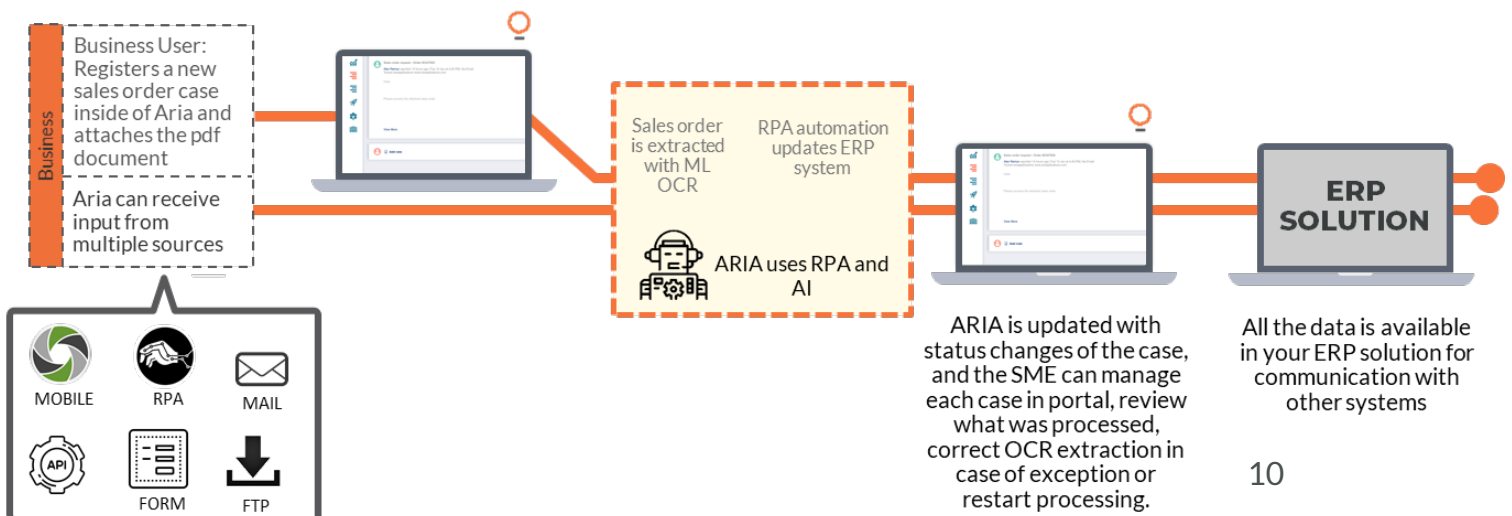 Business
Business User:
Registers a new
sales order case
inside of Aria and
attaches the pdf
document
Aria can receive
input from
multiple sources
MOBILE
RPA
MAIL
API
FORM
FTP
View More
Sales order
is extracted
with ML
OCR
RPA automation
updates ERP
system
ARIA uses RPA and
AI
View More
ARIA is updated with
status changes of the case,
and the SME can manage
each case in portal, review
what was processed,
correct OCR extraction in
case of exception or
restart processing.
ERP
SOLUTION
All the data is available
in your ERP solution for
communication with
other systems
10